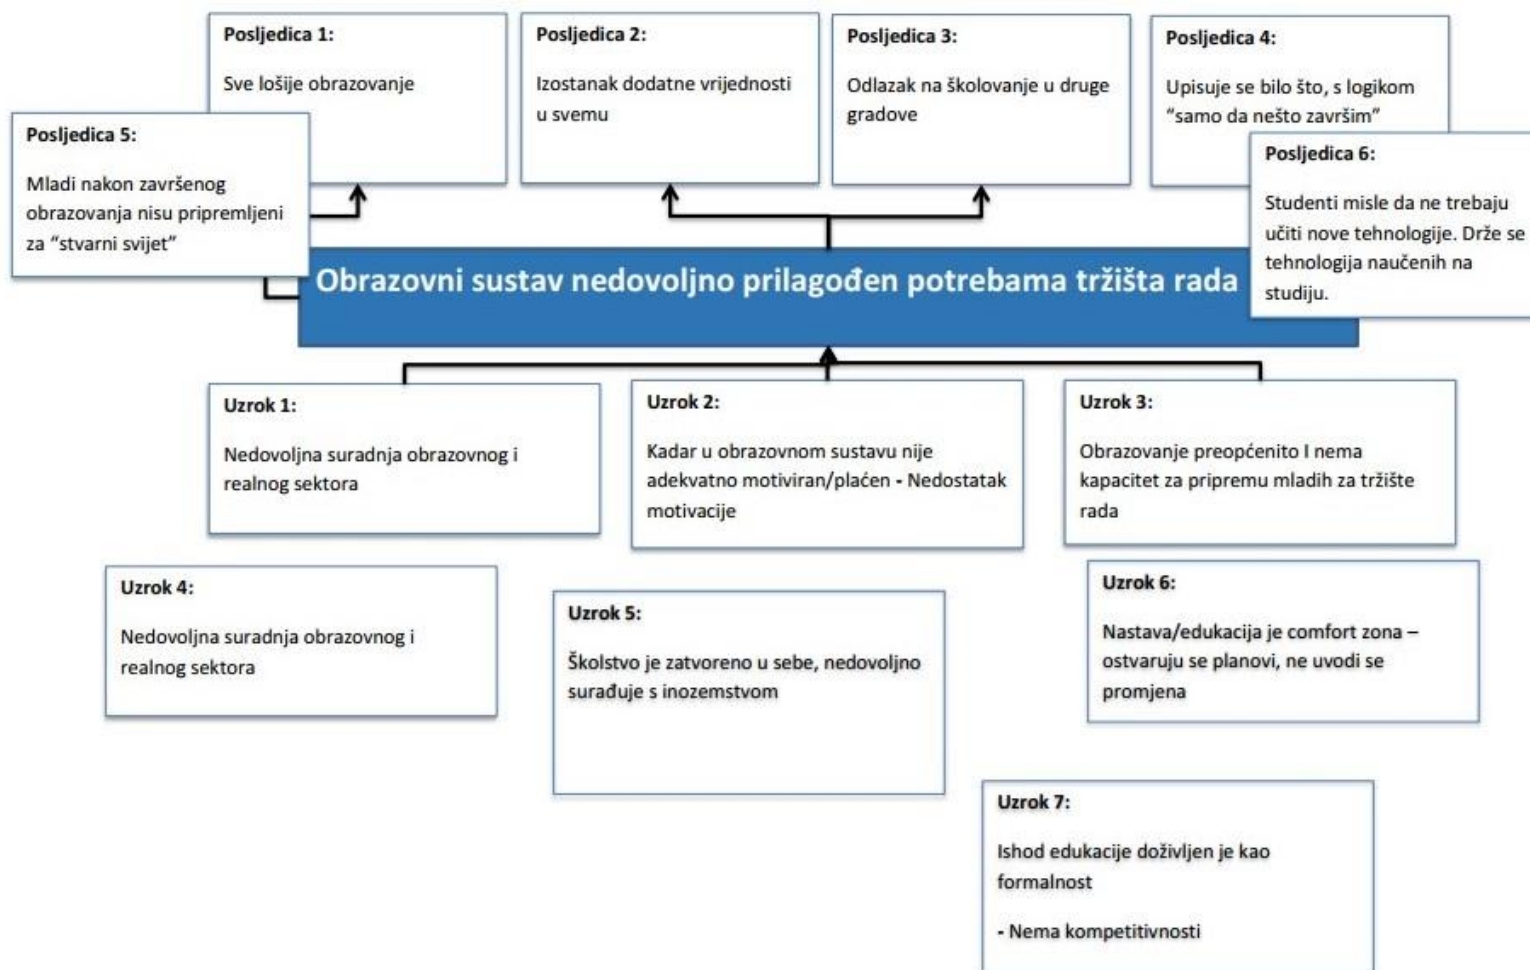 Posljedica 1:
Sve lošije obrazovanje
Posljedica 2:
Izostanak dodatne vrijednosti
u svemu
Posljedica 3:
Odlazak na školovanje u druge
gradove
Posljedica 4:
Upisuje se bilo što, s logikom
“samo da nešto završim”
Posljedica 5:
Mladi nakon završenog
obrazovanja nisu pripremljeni
za “stvarni svijet”
Posljedica 6:
Studenti misle da ne trebaju
učiti nove tehnologije. Drže se
tehnologija naučenih na
studiju.
Obrazovni sustav nedovoljno prilagođen potrebama tržišta rada
Uzrok 1:
Nedovoljna suradnja obrazovnog i
realnog sektora
Uzrok 2:
Kadar u obrazovnom sustavu nije
adekvatno motiviran/plaćen - Nedostatak
motivacije
Uzrok 3:
Obrazovanje preopćenito I nema
kapacitet za pripremu mladih za tržište
rada
Uzrok 4:
Nedovoljna suradnja obrazovnog i
realnog sektora
Uzrok 5:
Školstvo je zatvoreno u sebe, nedovoljno
surađuje s inozemstvom
Uzrok 6:
Nastava/edukacija je comfort zona –
ostvaruju se planovi, ne uvodi se
promjena
Uzrok 7:
Ishod edukacije doživljen je kao
formalnost
- Nema kompetitivnosti